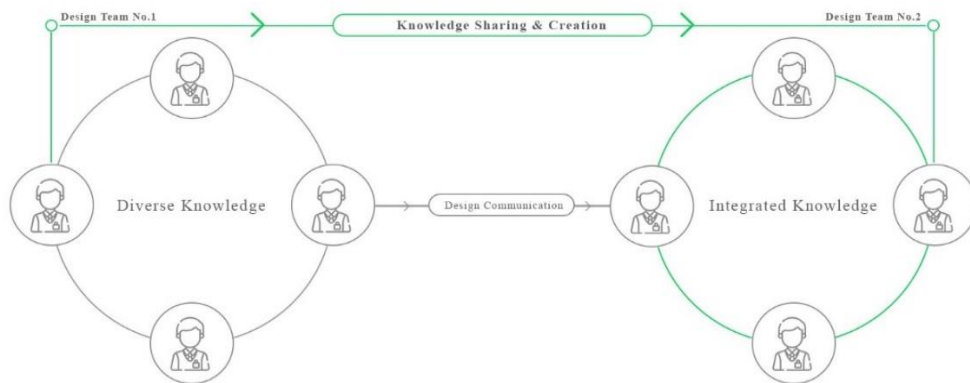 Design Team No.1
Knowledge Sharing & Creation
Design Team No.2
Diverse Knowledge
Design Communication
Integrated Knowledge